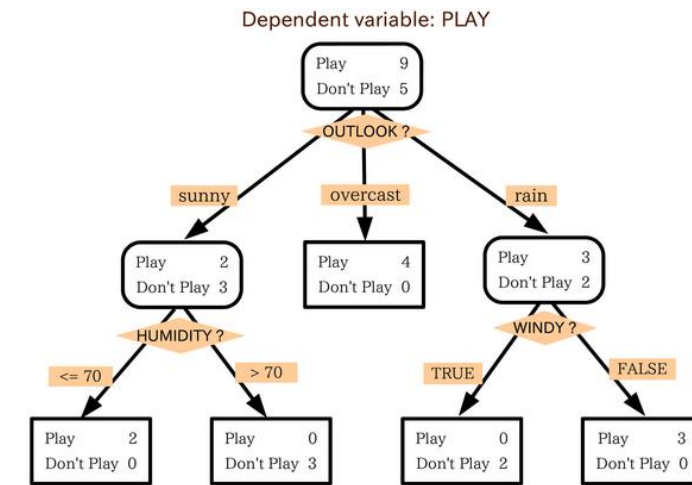 Dependent variable: PLAY
Play 9
Don't Play 5
OUTLOOK ?
sunny
overcast
rain
Play 2
Don't Play 3
Play 4
Don't Play 0
Play 3
Don't Play 2
HUMIDITY ?
WINDY ?
<= 70
> 70
TRUE
FALSE
Play 2
Don't Play 0
Play 0
Don't Play 3
Play 0
Don't Play 2
Play 3
Don't Play 0